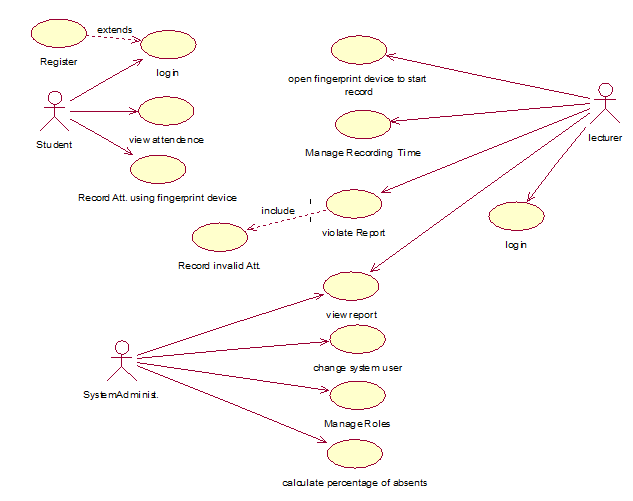 extends
Register
login
open fingerprint device to start
record
Student
view attendence
lecturer
Manage Recording Time
Record Att. using fingerprint device
include
violate Report
login
Record invalid Att.
view report
change system user
SystemAdminist.
Manage Roles
calculate percentage of absents